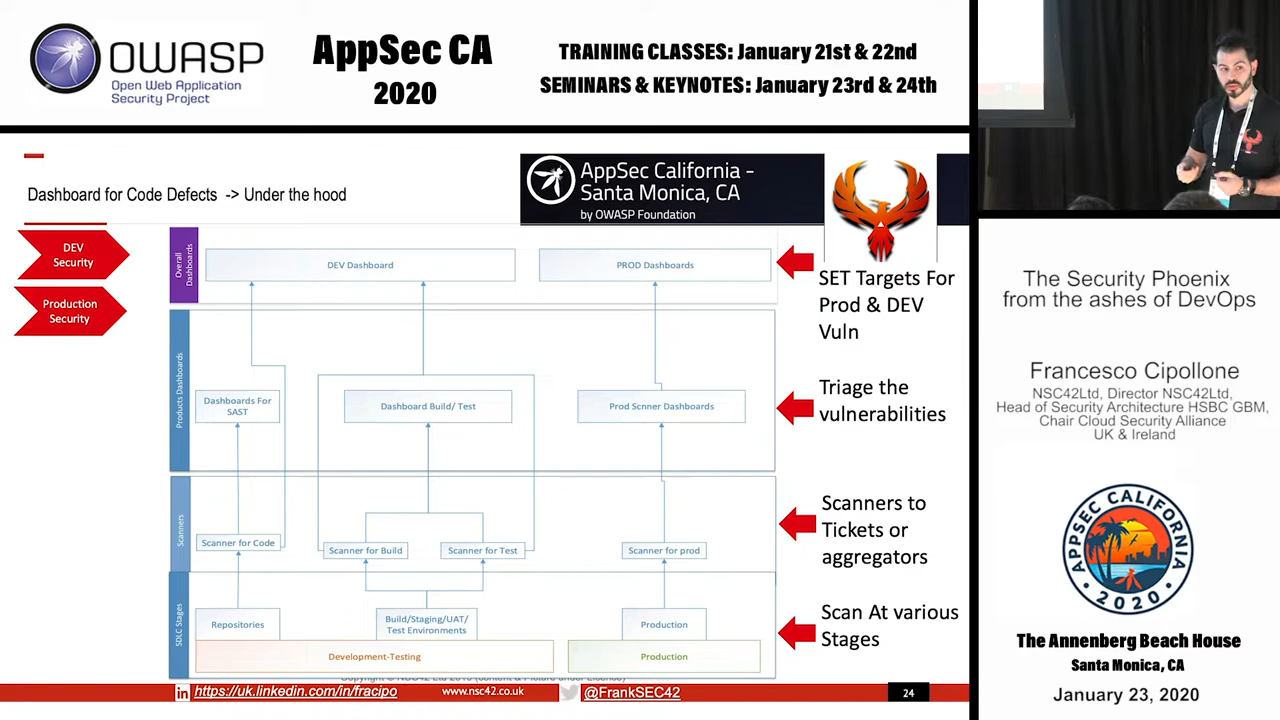 OWASP
Open Web Application
Security Project
AppSec CA
2020
TRAINING CLASSES: January 21st & 22nd
SEMINARS & KEYNOTES: January 23rd & 24th
Dashboard for Code Defects -> Under the hood
AppSec California -
Santa Monica, CA
by OWASP Foundation
DEV
Security
Production
Security
Overall
Dashboards
DEV Dashboard
PROD Dashboards
SET Targets For
Prod & DEV
Vuln
Products Dashboards
Dashboards For
SAST
Dashboard Build/ Test
Prod Scnner Dashboards
Triage the
vulnerabilities
Scanners
Scanner for Code
Scanner for Build
Scanner for Test
Scanner for prod
Scanners to
Tickets or
aggregators
SDLC Stages
Repositories
Build/Staging/UAT/
Test Environments
Production
Development-Testing
Production
Scan At various
Stages
https://uk.linkedin.com/in/fracipo
www.nsc42.co.uk
@FrankSEC42
24
The Security Phoenix
from the ashes of DevOps
Francesco Cipollone
NSC42Ltd, Director NSC42Ltd,
Head of Security Architecture HSBC GBM,
Chair Cloud Security Alliance
UK & Ireland
APPSEC CALIFORNIA
2020
The Annenberg Beach House
Santa Monica, CA
January 23, 2020